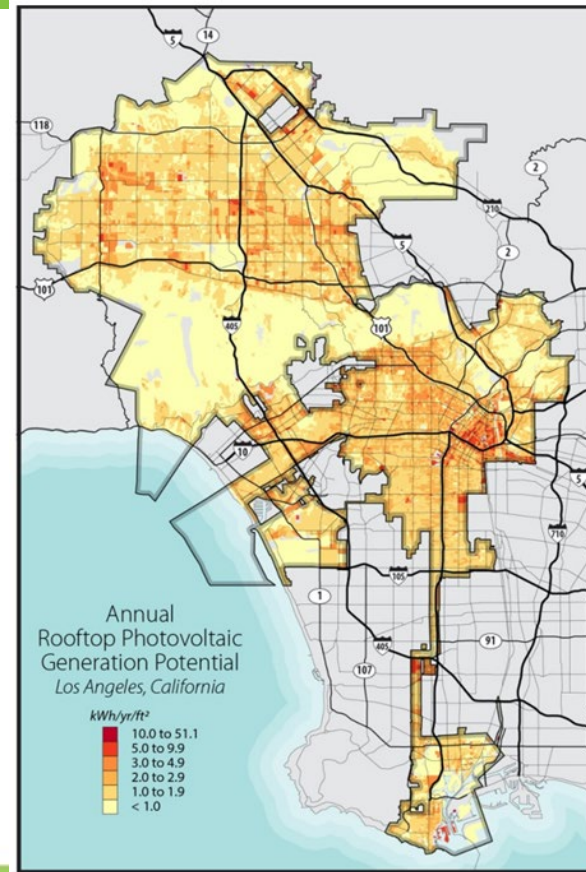 5
14
118
2
210
5
2
101
101
405
10
5
710
105
1
405
91
107
Annual
Rooftop Photovoltaic
Generation Potential
Los Angeles, California
kWh/yr/ft²
10.0 to 51.1
5.0 to 9.9
3.0 to 4.9
2.0 to 2.9
1.0 to 1.9
< 1.0